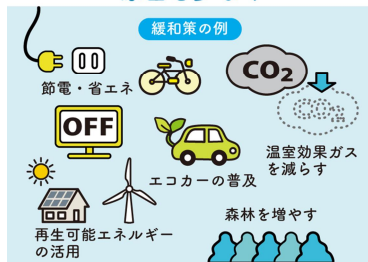 緩和策の例
節電・省エネ
CO₂
OFF
CO₂
エコカーの普及
温室効果ガス
を減らす
再生可能エネルギー
の活用
森林を増やす